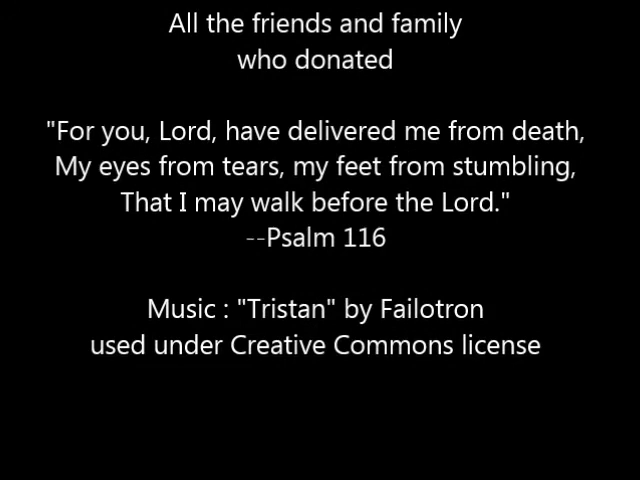 All the friends and family
who donated
"For you, Lord, have delivered me from death,
My eyes from tears, my feet from stumbling,
That I may walk before the Lord."
--Psalm 116
Music : "Tristan" by Failotron
used under Creative Commons license